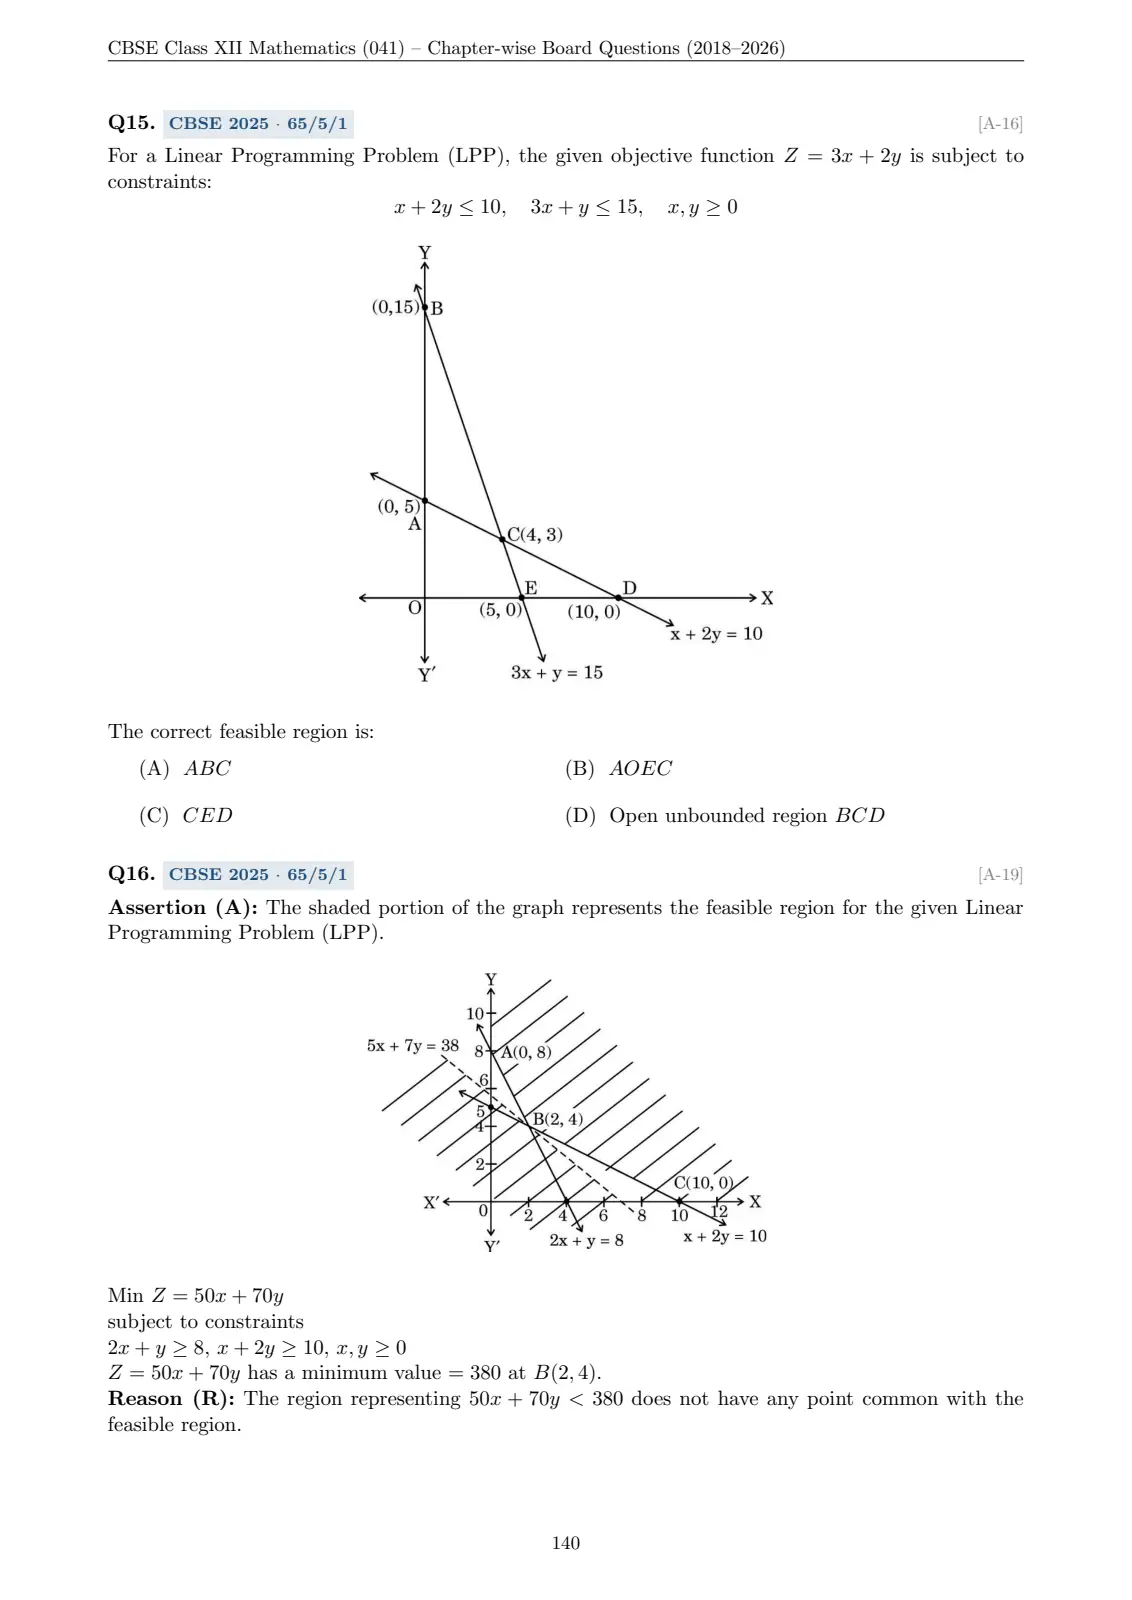 CBSE Class XII Mathematics (041) – Chapter-wise Board Questions (2018–2026)
Q15. CBSE 2025 · 65/5/1 [A-16]
For a Linear Programming Problem (LPP), the given objective function Z = 3x + 2y is subject to
constraints:
x + 2y ≤ 10, 3x + y ≤ 15, x, y ≥ 0
Y
(0,15) B
(0, 5)
A
C(4, 3)
E D
X
O (5, 0) (10, 0)
x + 2y = 10
Y′ 3x + y = 15
The correct feasible region is:
(A) ABC (B) AOEC
(C) CED (D) Open unbounded region BCD
Q16. CBSE 2025 · 65/5/1 [A-19]
Assertion (A): The shaded portion of the graph represents the feasible region for the given Linear
Programming Problem (LPP).
Y
10
5x + 7y = 38 8 A(0, 8)
6
5
4 B(2, 4)
2
C(10, 0)
X′ X
0 2 4 6 8 10 12
Y′ 2x + y = 8 x + 2y = 10
Min Z = 50x + 70y
subject to constraints
2x + y ≥ 8, x + 2y ≥ 10, x, y ≥ 0
Z = 50x + 70y has a minimum value = 380 at B(2, 4).
Reason (R): The region representing 50x + 70y < 380 does not have any point common with the
feasible region.
140